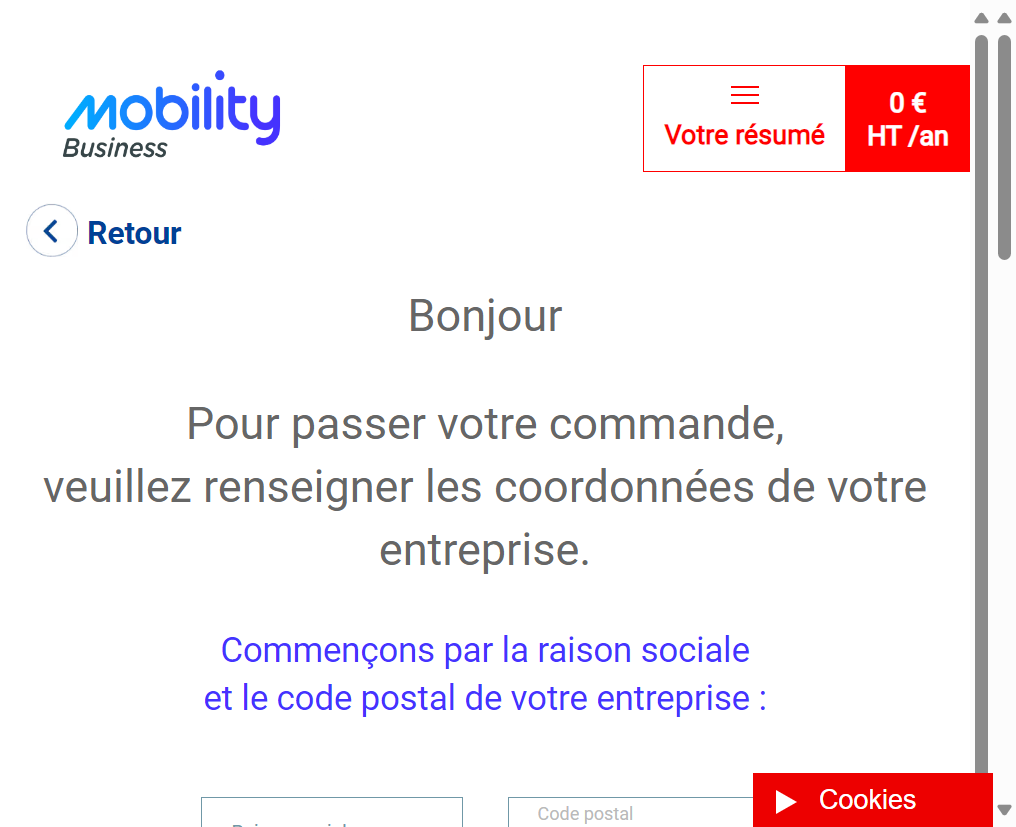 mobility
Business
Votre résumé
0 €
HT /an
Retour
Bonjour
Pour passer votre commande,
veuillez renseigner les coordonnées de votre
entreprise.
Commençons par la raison sociale
et le code postal de votre entreprise :
Code postal
Cookies